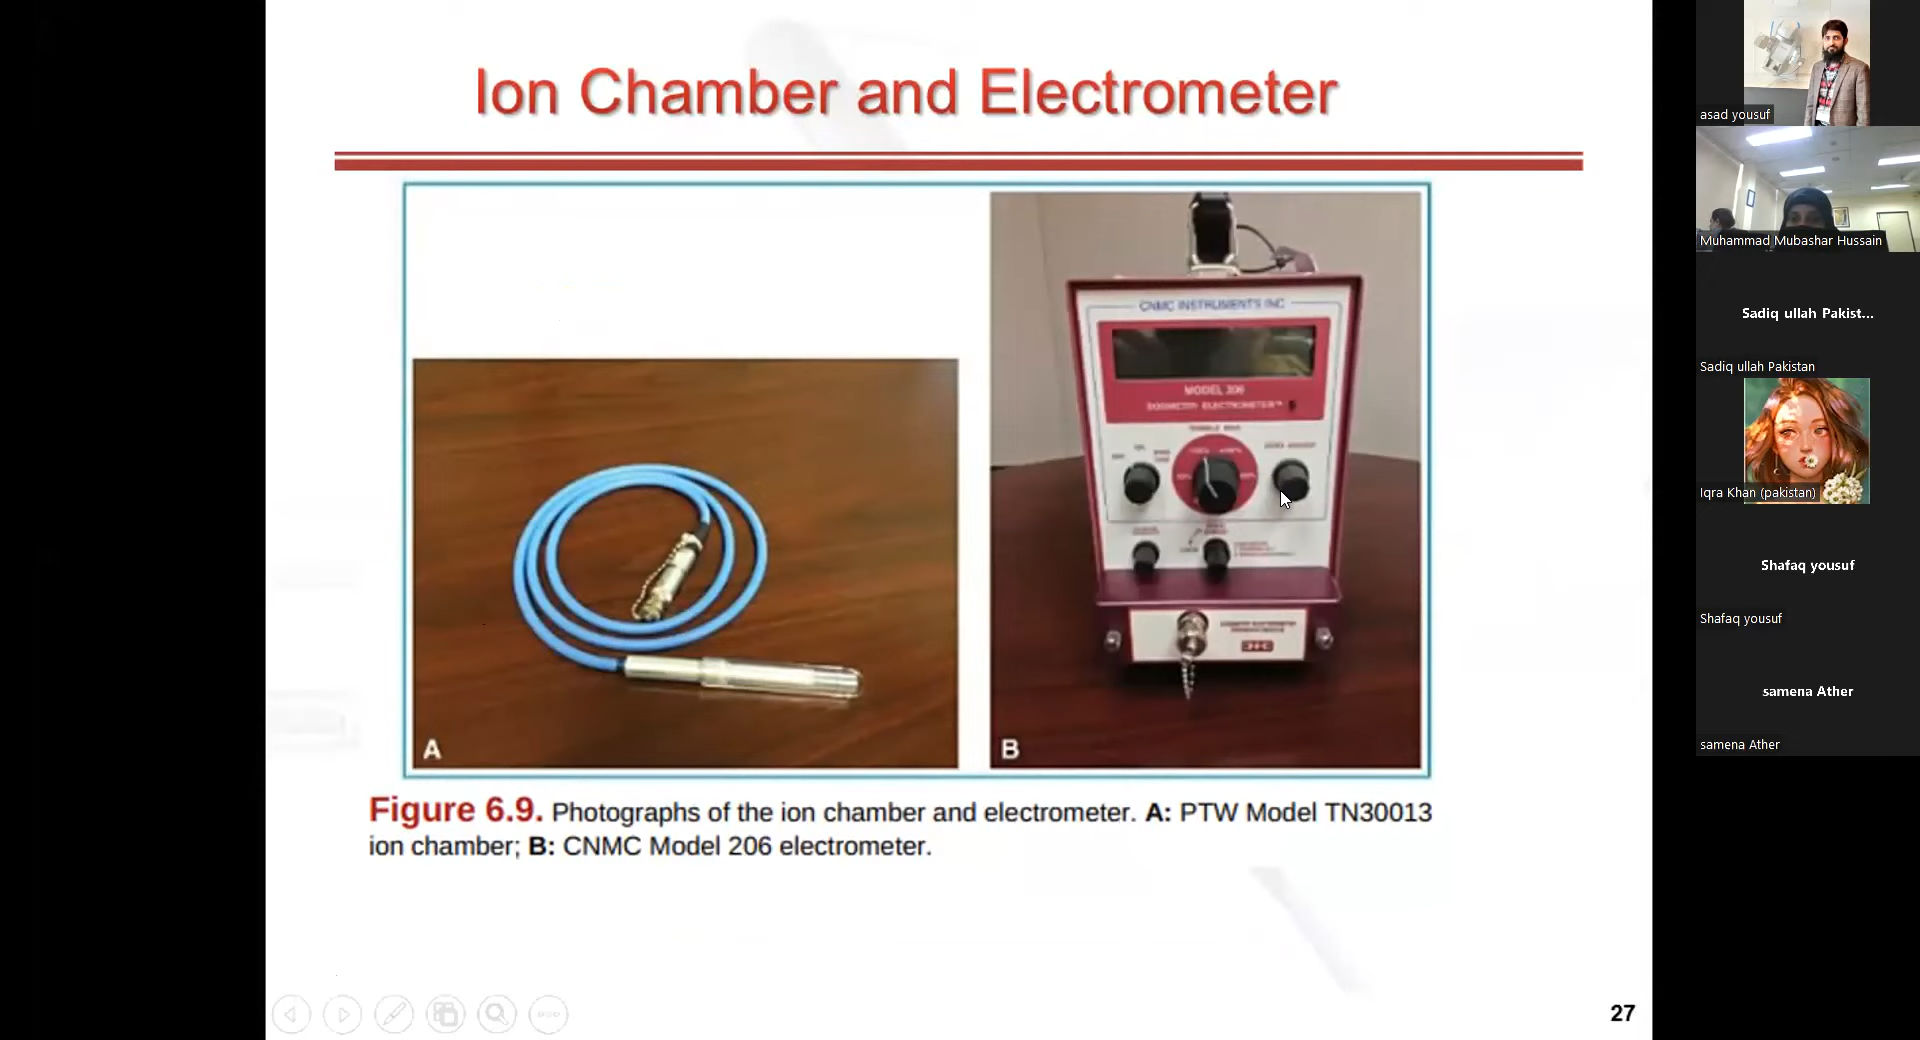 Ion Chamber and Electrometer
CNMC INSTRUMENTS INC
MODEL 206
A
B
Figure 6.9. Photographs of the ion chamber and electrometer. A: PTW Model TN30013
ion chamber; B: CNMC Model 206 electrometer.
27
asad yousuf
Muhammad Mubashar Hussain
Sadiq ullah Pakist...
Sadiq ullah Pakistan
Iqra Khan (pakistan)
Shafaq yousuf
Shafaq yousuf
samena Ather
samena Ather